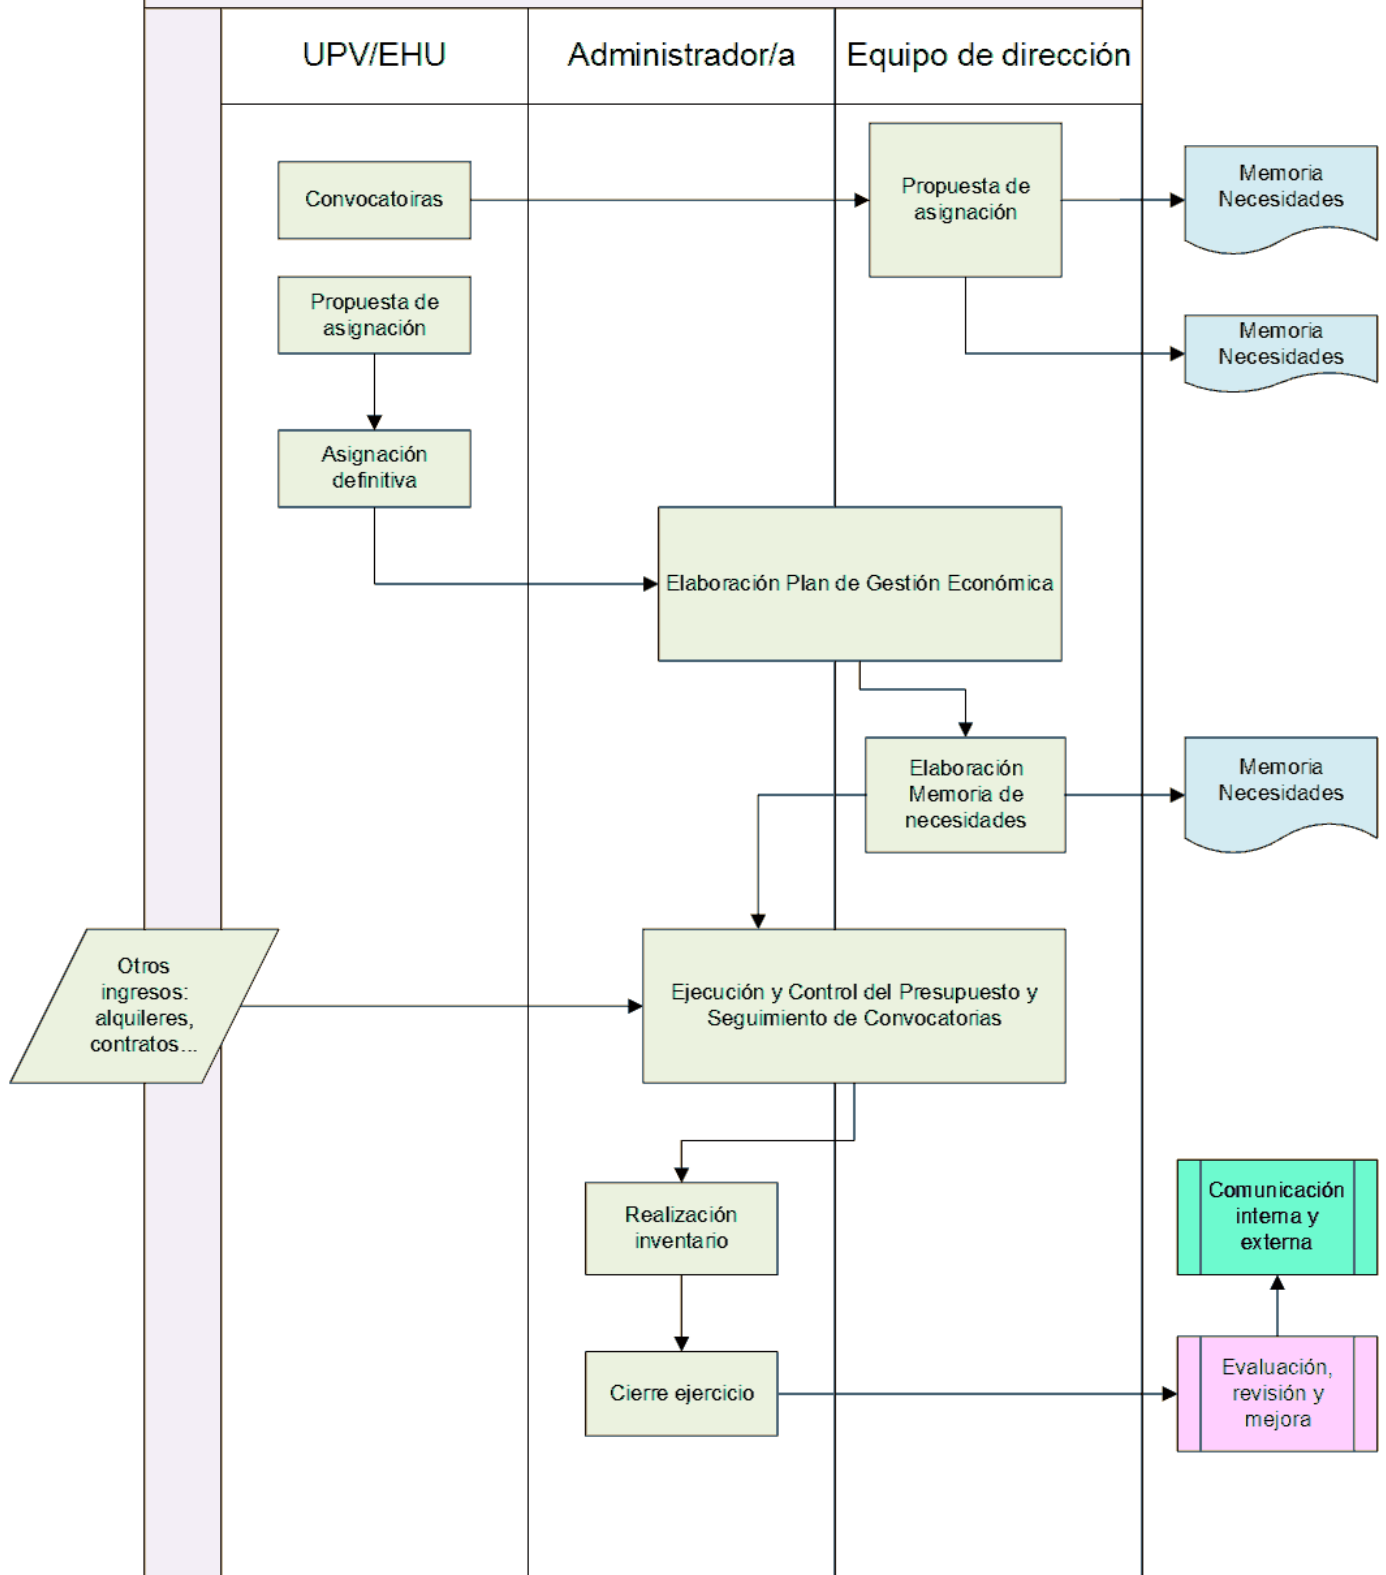 UPV/EHU
Administrador/a
Equipo de dirección
Convocatoiras
Propuesta de
asignación
Memoria
Necesidades
Propuesta de
asignación
Memoria
Necesidades
Asignación
definitiva
Elaboración Plan de Gestión Económica
Elaboración
Memoria de
necesidades
Memoria
Necesidades
Otros
ingresos:
alquileres,
contratos...
Ejecución y Control del Presupuesto y
Seguimiento de Convocatorias
Realización
inventario
Comunicación
interna y
externa
Cierre ejercicio
Evaluación,
revisión y
mejora